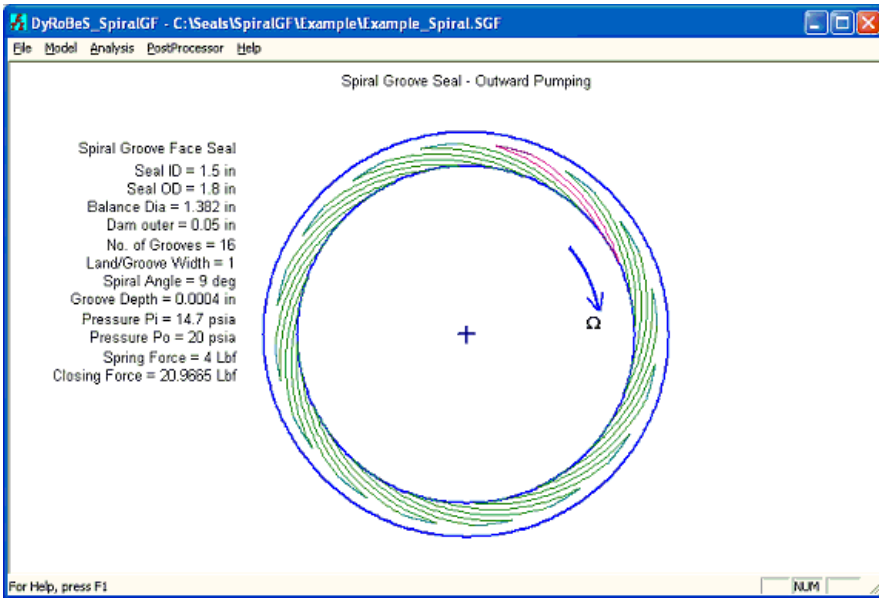 DyRoBeS_SpiralGF - C:\Seals\SpiralGF\Example\Example_Spiral.SGF
File Model Analysis PostProcessor Help
Spiral Groove Seal - Outward Pumping
Spiral Groove Face Seal
Seal ID = 1.5 in
Seal OD = 1.8 in
Balance Dia = 1.382 in
Dam outer = 0.05 in
No. of Grooves = 16
Land/Groove Width = 1
Spiral Angle = 9 deg
Groove Depth = 0.0004 in
Pressure Pi = 14.7 psia
Pressure Po = 20 psia
Spring Force = 4 Lbf
Closing Force = 20.9665 Lbf
Ω
For Help, press F1
NUM